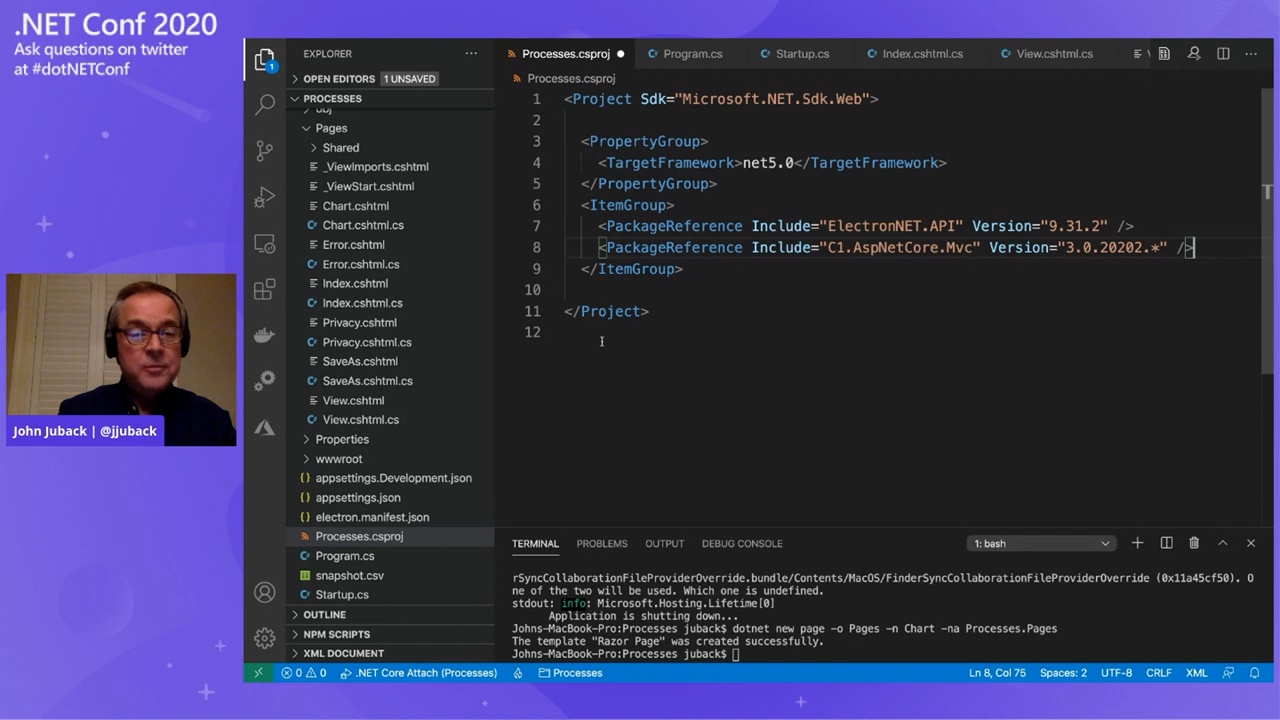 .NET Conf 2020
Ask questions on twitter
at #dotNETConf
John Juback | @jjuback
EXPLORER
OPEN EDITORS 1 UNSAVED
PROCESSES
obj
Pages
Shared
_ViewImports.cshtml
_ViewStart.cshtml
Chart.cshtml
Chart.cshtml.cs
Error.cshtml
Error.cshtml.cs
Index.cshtml
Index.cshtml.cs
Privacy.cshtml
Privacy.cshtml.cs
SaveAs.cshtml
SaveAs.cshtml.cs
View.cshtml
View.cshtml.cs
Properties
wwwroot
appsettings.Development.json
appsettings.json
electron.manifest.json
Processes.csproj
Program.cs
snapshot.csv
Startup.cs
OUTLINE
NPM SCRIPTS
XML DOCUMENT
Processes.csproj Program.cs Startup.cs Index.cshtml.cs View.cshtml.cs
Processes.csproj
1 <Project Sdk="Microsoft.NET.Sdk.Web">
2
3 <PropertyGroup>
4 <TargetFramework>net5.0</TargetFramework>
5 </PropertyGroup>
6 <ItemGroup>
7 <PackageReference Include="ElectronNET.API" Version="9.31.2" />
8 <PackageReference Include="C1.AspNetCore.Mvc" Version="3.0.20202.*" />
9 </ItemGroup>
10
11 </Project>
12
TERMINAL PROBLEMS OUTPUT DEBUG CONSOLE 1: bash
rSyncCollaborationFileProviderOverride.bundle/Contents/MacOS/FinderSyncCollaborationFileProviderOverride (0x11a45cf50). O
ne of the two will be used. Which one is undefined.
stdout: info: Microsoft.Hosting.Lifetime[0]
Application is shutting down...
Johns-MacBook-Pro:Processes juback$ dotnet new page -o Pages -n Chart -na Processes.Pages
The template "Razor Page" was created successfully.
Johns-MacBook-Pro:Processes juback$
0 0 .NET Core Attach (Processes) Processes Ln 8, Col 75 Spaces: 2 UTF-8 CRLF XML